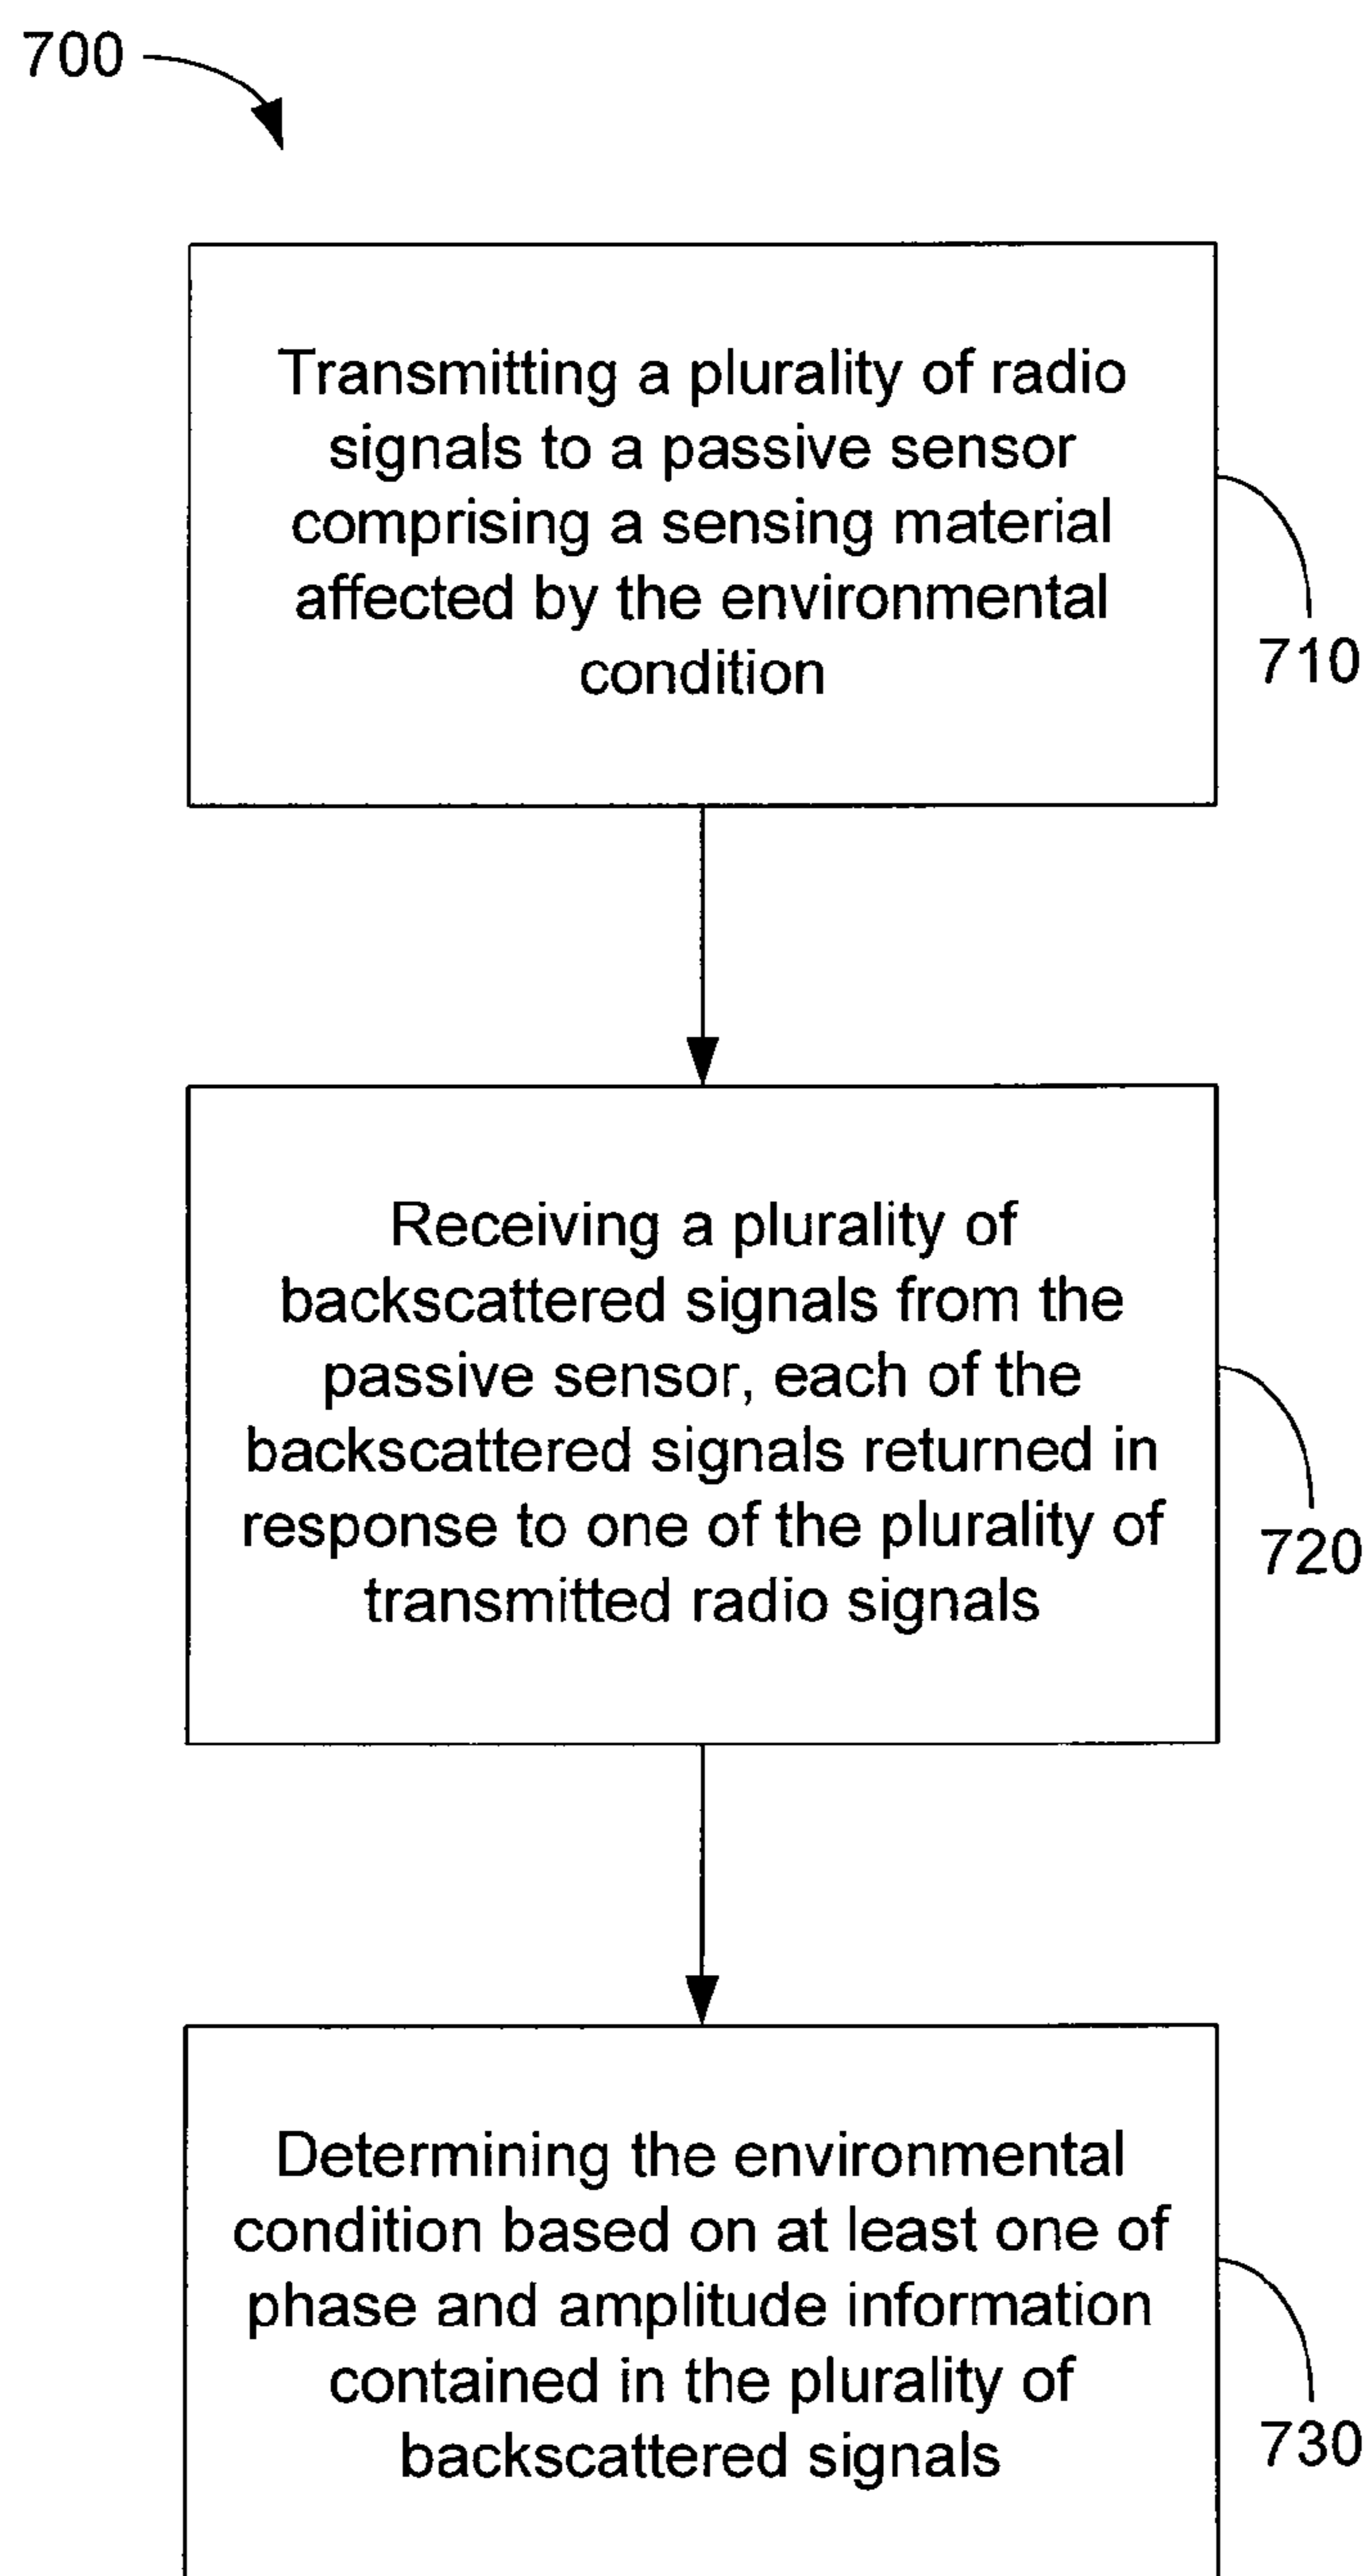 700
Transmitting a plurality of radio
signals to a passive sensor
comprising a sensing material
affected by the environmental
condition
710
Receiving a plurality of
backscattered signals from the
passive sensor, each of the
backscattered signals returned in
response to one of the plurality of
transmitted radio signals
720
Determining the environmental
condition based on at least one of
phase and amplitude information
contained in the plurality of
backscattered signals
730